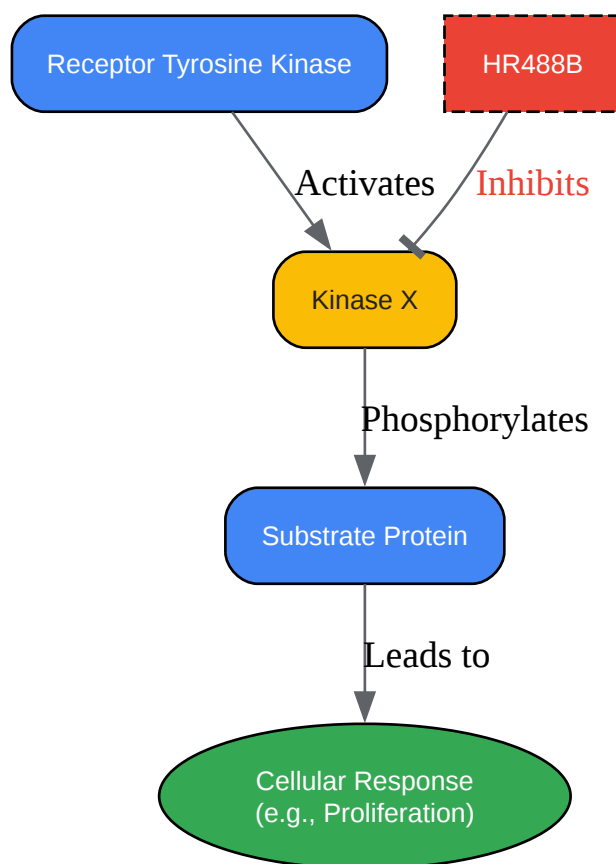 Receptor Tyrosine Kinase
HR488B
Activates
Inhibits
Kinase X
Phosphorylates
Substrate Protein
Leads to
Cellular Response
(e.g., Proliferation)